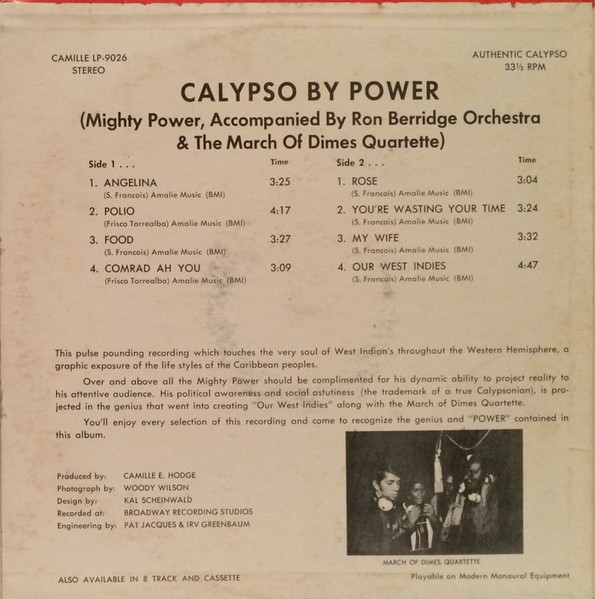 CAMILLE LP-9026
STEREO
AUTHENTIC CALYPSO
33⅓ RPM
CALYPSO BY POWER
(Mighty Power, Accompanied By Ron Berridge Orchestra
& The March Of Dimes Quartette)
Side 1 . . . Time
1. ANGELINA 3:25
(S. Francois) Amalie Music (BMI)
2. POLIO 4:17
(Frisco Torrealba) Amalie Music (BMI)
3. FOOD 3:27
(S. Francois) Amalie Music (BMI)
4. COMRAD AH YOU 3:09
(Frisco Torrealba) Amalie Music (BMI)
Side 2 . . . Time
1. ROSE 3:04
(S. Francois) Amalie Music (BMI)
2. YOU'RE WASTING YOUR TIME 3:24
(S. Francois) Amalie Music (BMI)
3. MY WIFE 3:32
(S. Francois) Amalie Music (BMI)
4. OUR WEST INDIES 4:47
(S. Francois) Amalie Music (BMI)
This pulse pounding recording which touches the very soul of West Indian's throughout the Western Hemisphere, a
graphic exposure of the life styles of the Caribbean peoples.
Over and above all the Mighty Power should be complimented for his dynamic ability to project reality to
his attentive audience. His political awareness and social astutiness (the trademark of a true Calypsonian), is pro-
jected in the genius that went into creating "Our West Indies" along with the March of Dimes Quartette.
You'll enjoy every selection of this recording and come to recognize the genius and "POWER" contained in
this album.
Produced by: CAMILLE E. HODGE
Photograph by: WOODY WILSON
Design by: KAL SCHEINWALD
Recorded at: BROADWAY RECORDING STUDIOS
Engineering by: PAT JACQUES & IRV GREENBAUM
MARCH OF DIMES QUARTETTE
ALSO AVAILABLE IN 8 TRACK AND CASSETTE
Playable on Modern Monaural Equipment